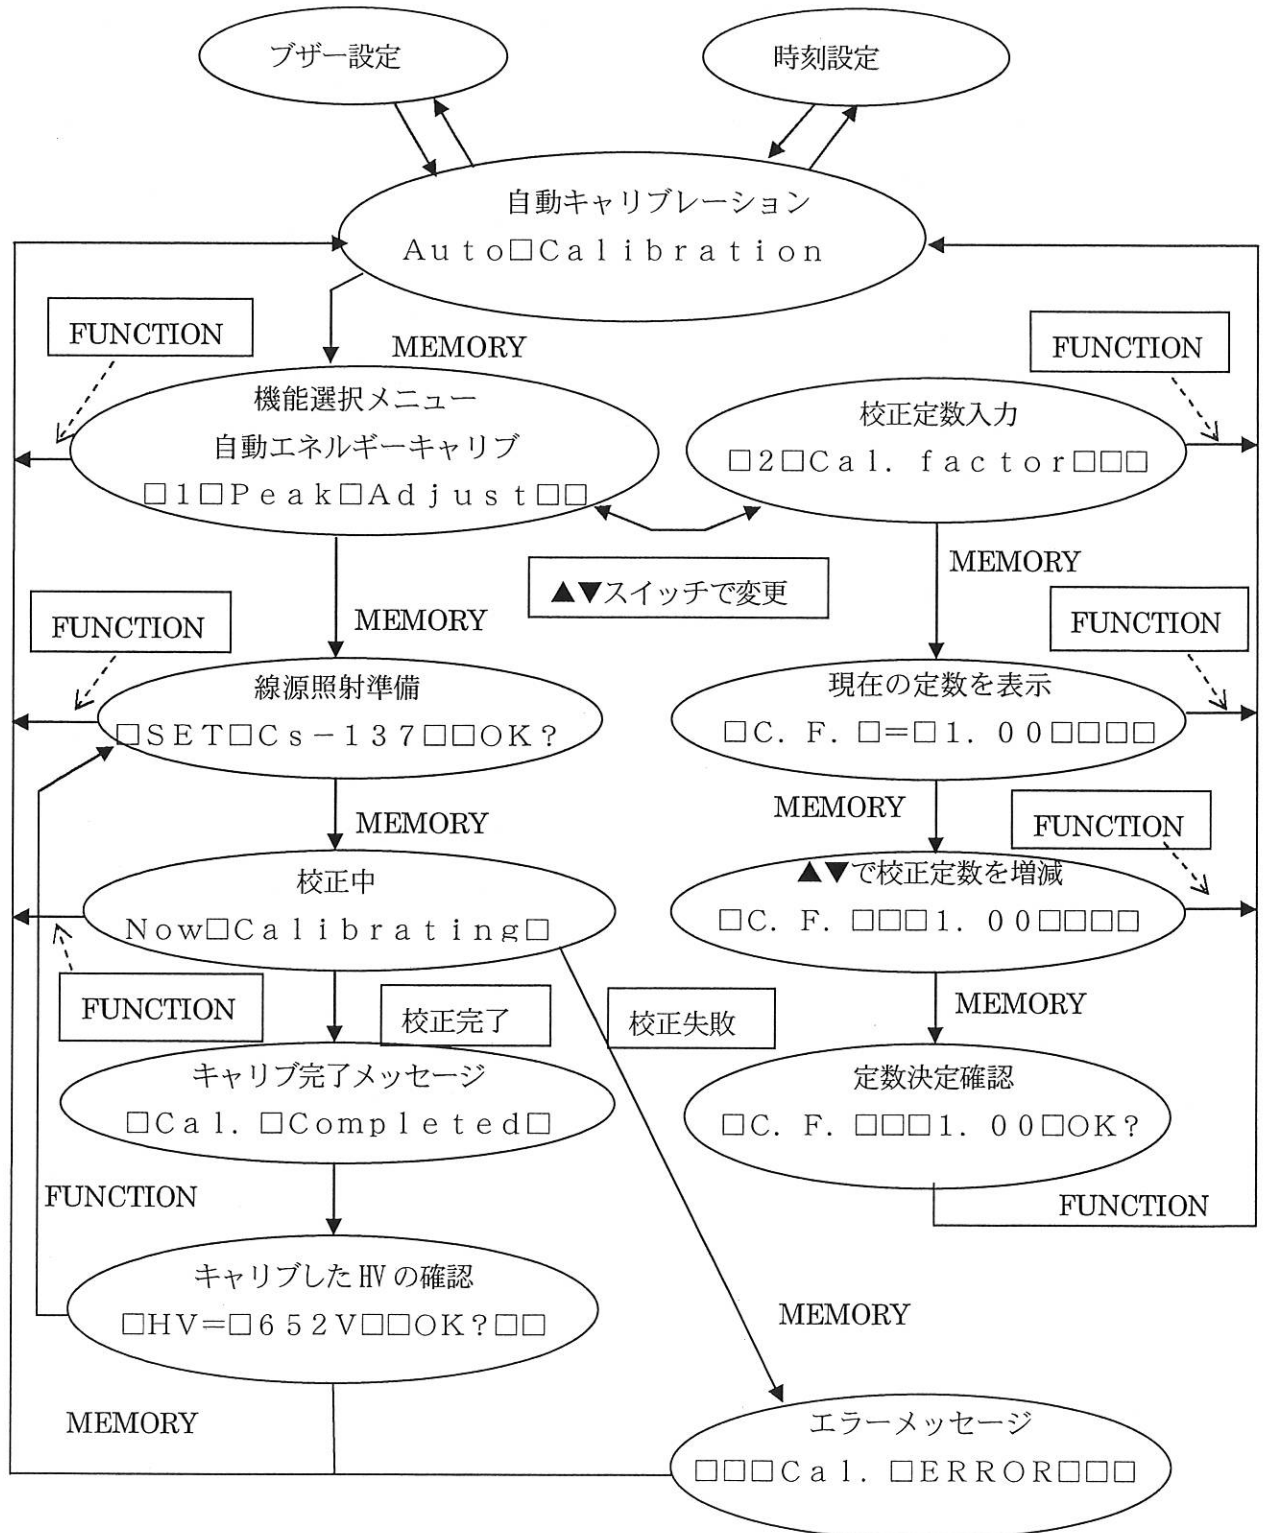 ブザー設定
時刻設定
自動キャリブレーション
Auto□Calibration
FUNCTION
MEMORY
FUNCTION
機能選択メニュー
自動エネルギーキャリブ
□1□Peak□Adjust□□
校正定数入力
□2□Cal. factor□□□
▲▼スイッチで変更
MEMORY
MEMORY
FUNCTION
FUNCTION
線源照射準備
□SET□Cs-137□□OK?
現在の定数を表示
□C. F. □=□1. 00□□□□
MEMORY
MEMORY
FUNCTION
校正中
Now□Calibrating□
▲▼で校正定数を増減
□C. F. □□□1. 00□□□□
FUNCTION
校正完了
校正失敗
MEMORY
キャリブ完了メッセージ
□Cal. □Completed□
定数決定確認
□C. F. □□□1. 00□OK?
FUNCTION
FUNCTION
キャリブしたHVの確認
□HV=□652V□□OK?□□
MEMORY
MEMORY
エラーメッセージ
□□□Cal. □ERROR□□□